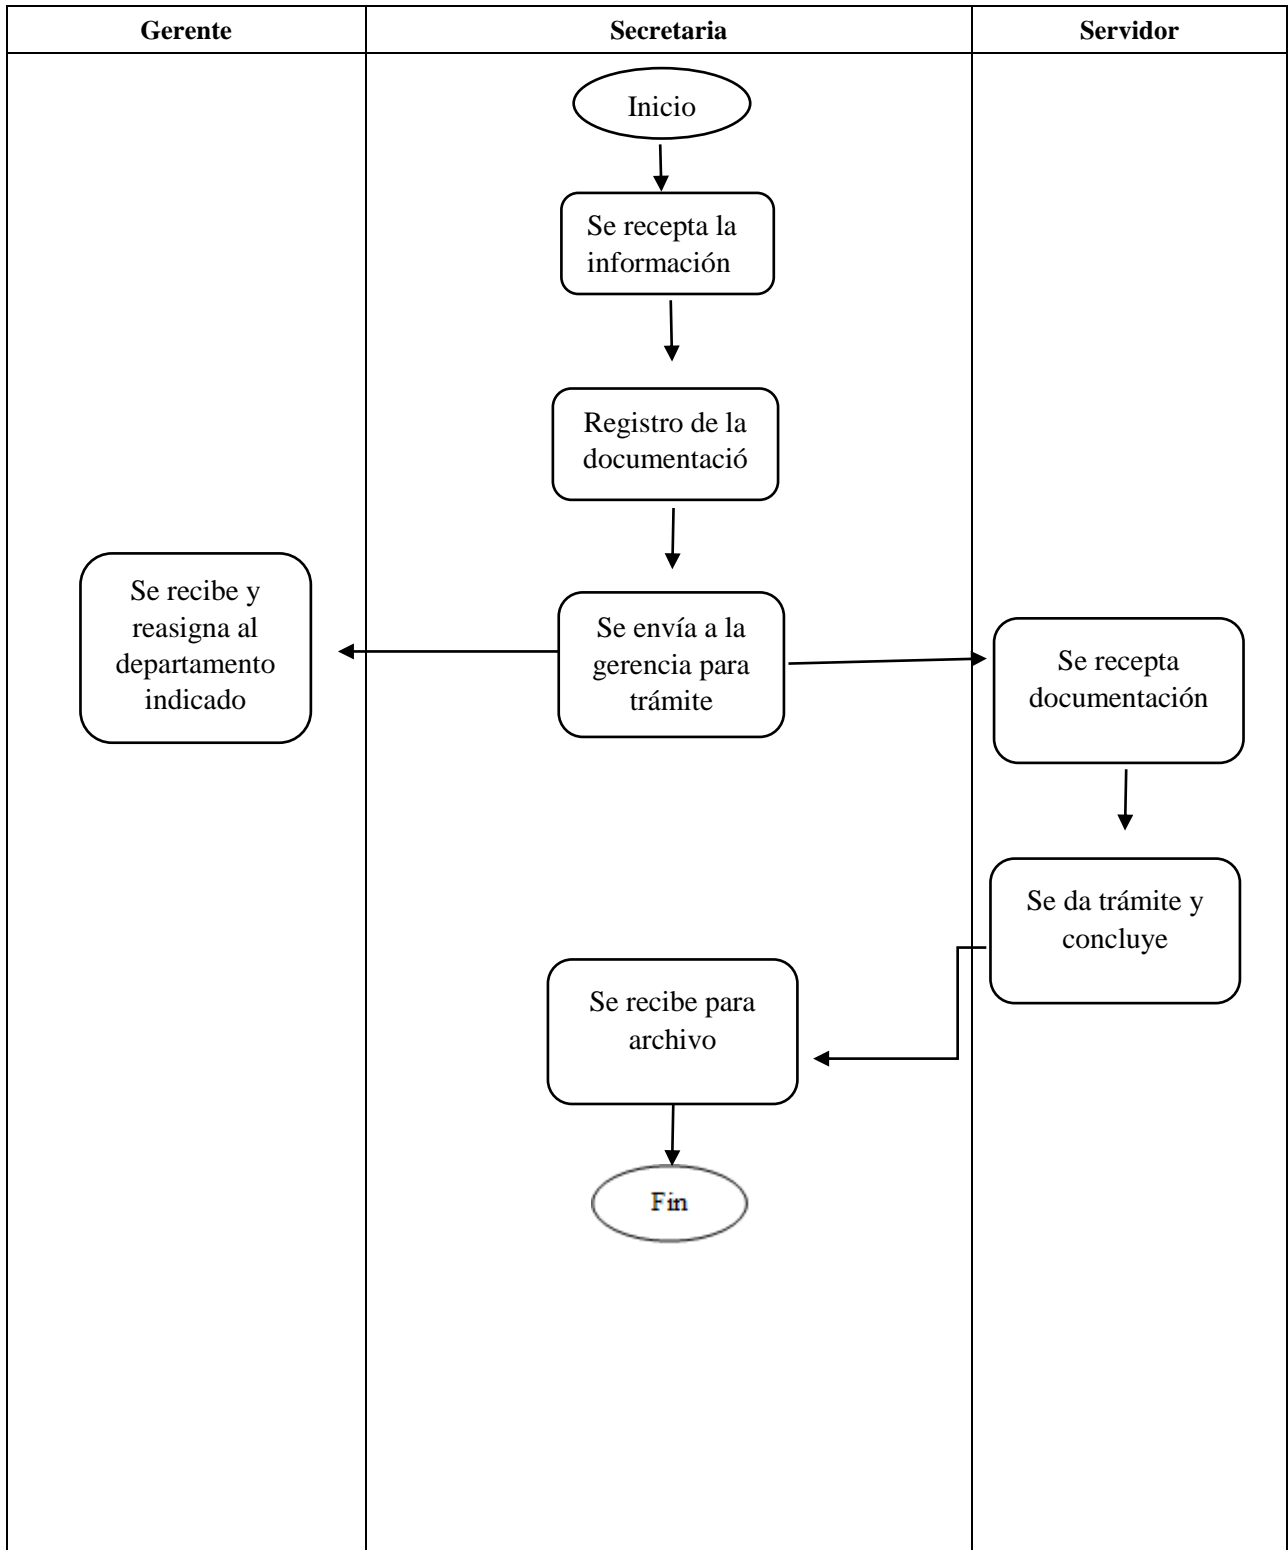 Gerente
Secretaria
Servidor
Inicio
Se recepta la
información
Registro de la
documentació
Se recibe y
reasigna al
departamento
indicado
Se envía a la
gerencia para
trámite
Se recepta
documentación
Se da trámite y
concluye
Se recibe para
archivo
Fin